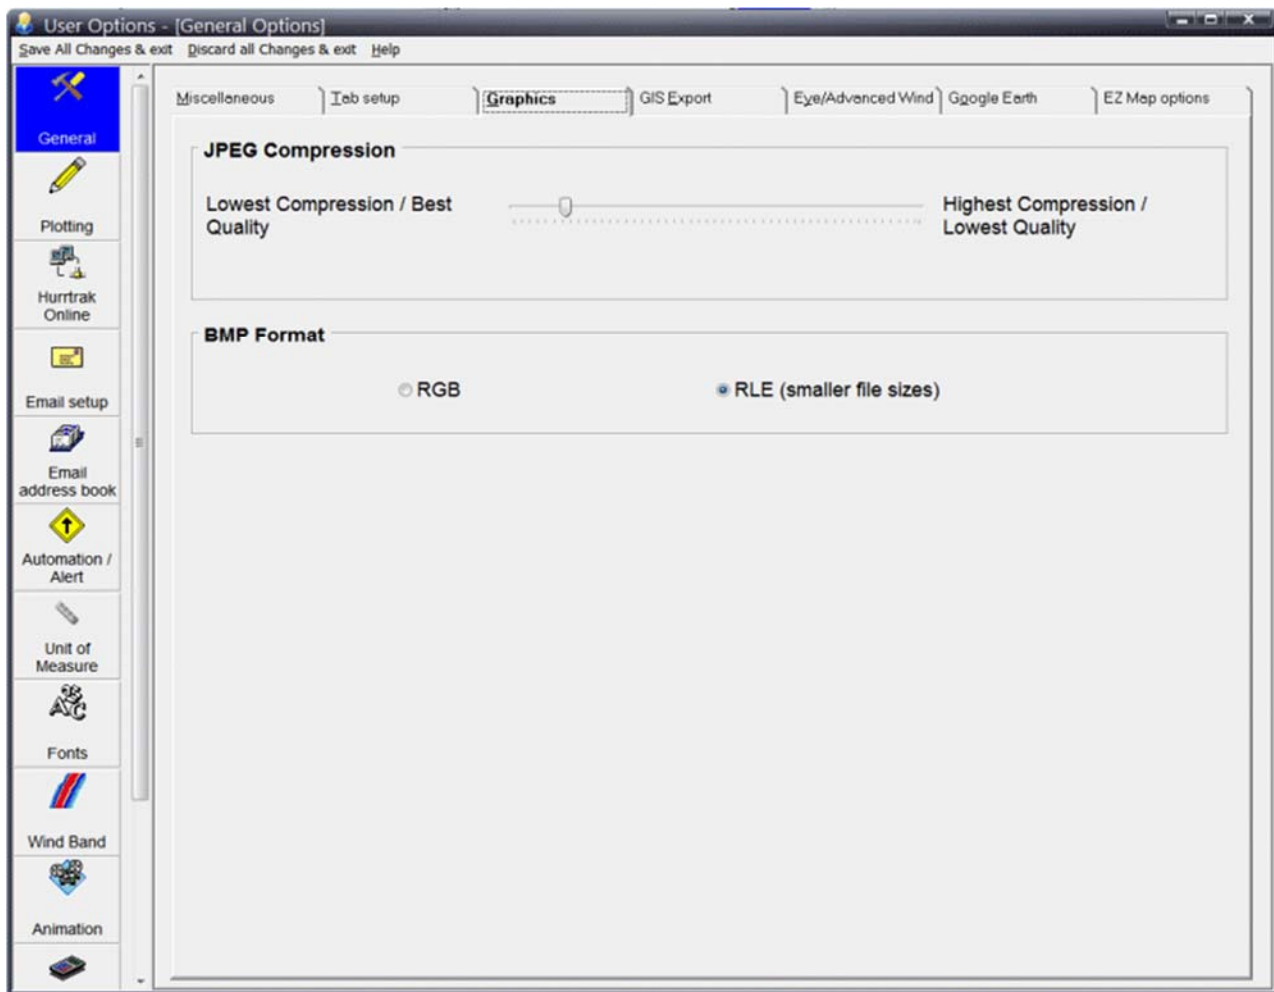 User Options - [General Options]
Save All Changes & exit Discard all Changes & exit Help
General
Plotting
Hurrtrak
Online
Email setup
Email
address book
Automation /
Alert
Unit of
Measure
Fonts
Wind Band
Animation
Miscellaneous Tab setup Graphics GIS Export Eye/Advanced Wind Google Earth EZ Map options
JPEG Compression
Lowest Compression / Best
Quality
Highest Compression /
Lowest Quality
BMP Format
RGB RLE (smaller file sizes)